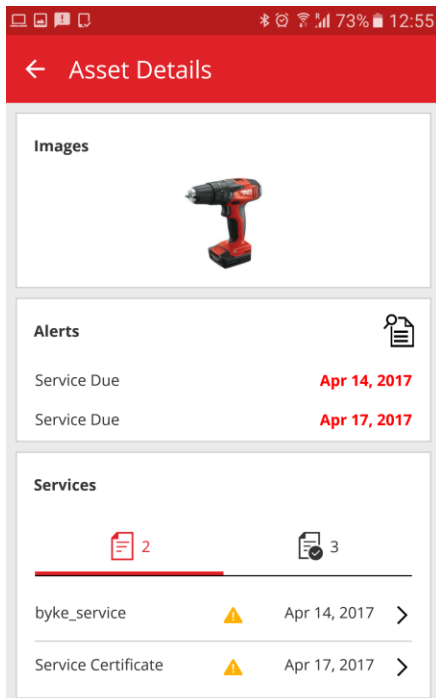 73% 12:55
Asset Details
Images
Alerts
Service Due Apr 14, 2017
Service Due Apr 17, 2017
Services
2 3
byke_service Apr 14, 2017
Service Certificate Apr 17, 2017